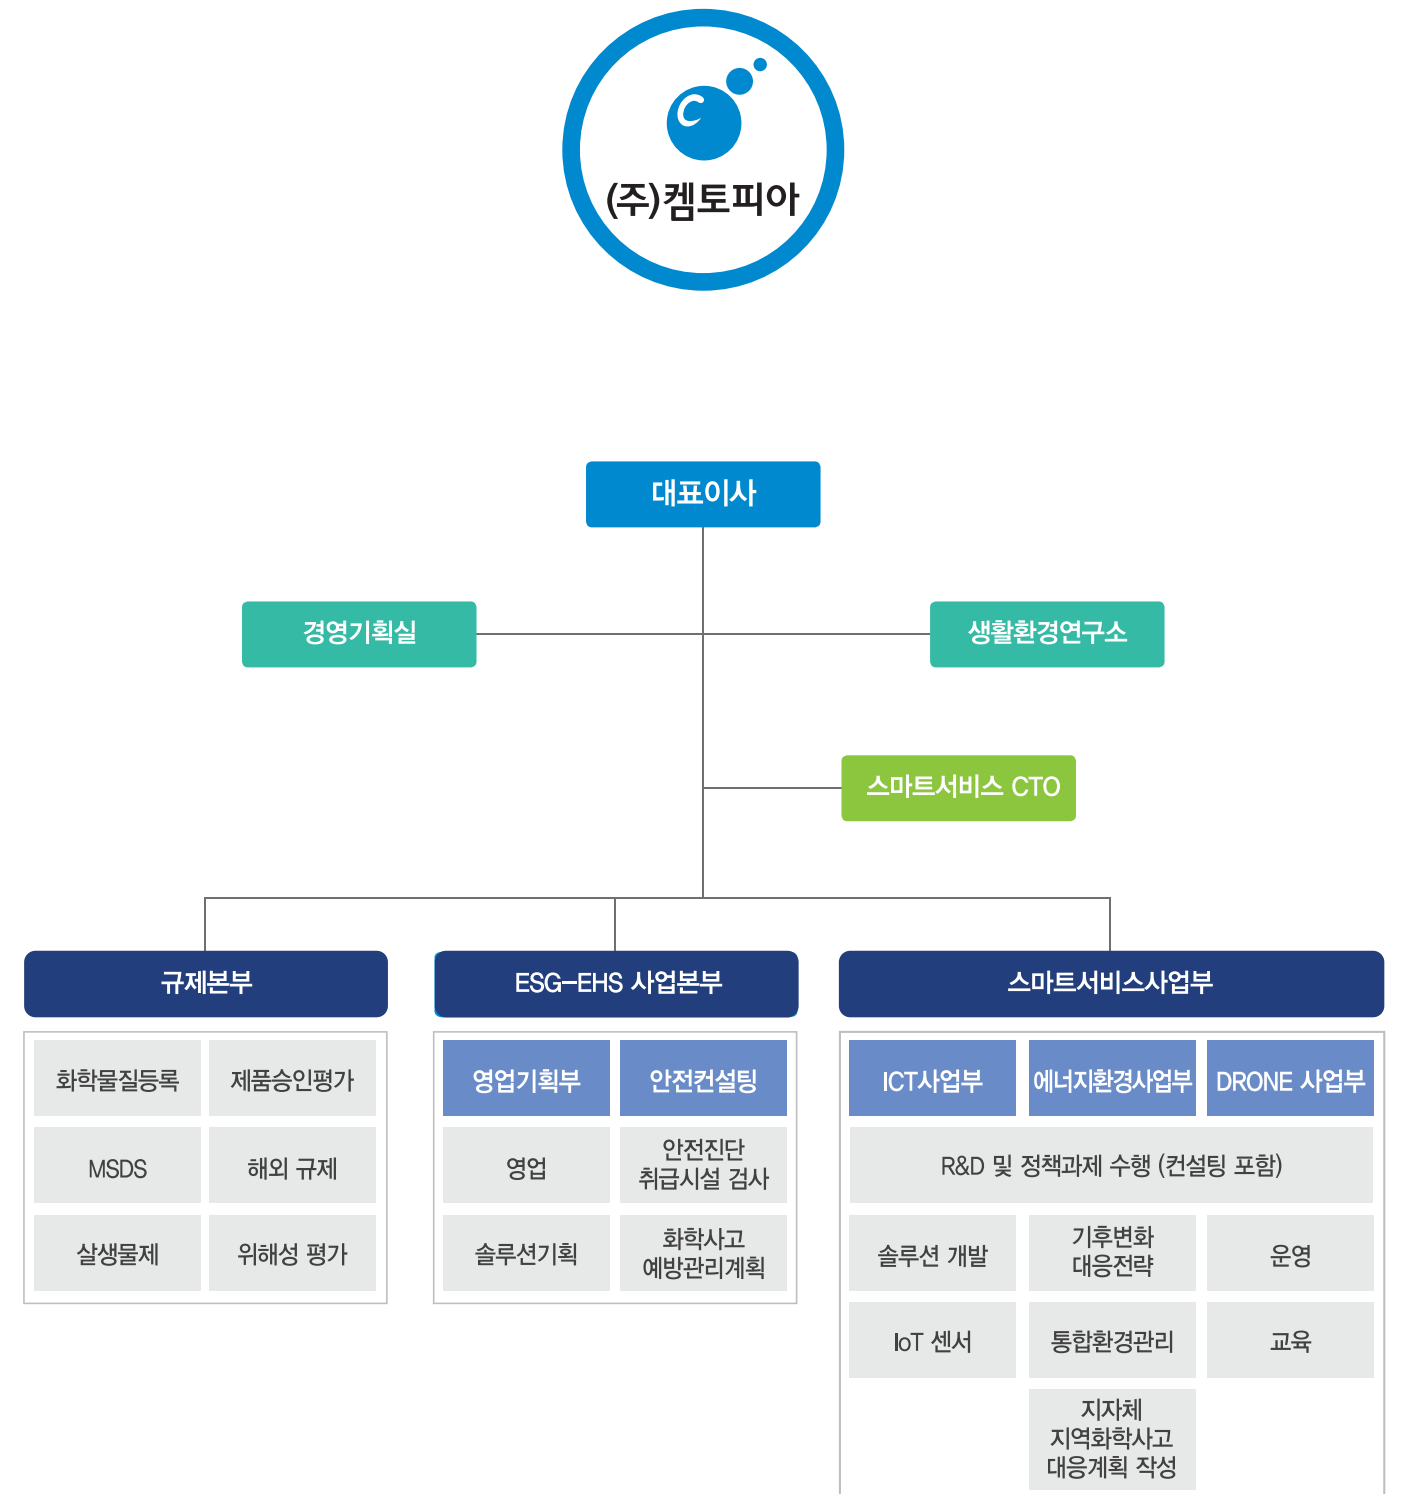 (주)켐토피아
대표이사
경영기획실
생활환경연구소
스마트서비스 CTO
규제본부
ESG-EHS 사업본부
스마트서비스사업부
화학물질등록
제품승인평가
MSDS
해외 규제
살생물제
위해성 평가
영업기획부
안전컨설팅
영업
안전진단
취급시설 검사
솔루션기획
화학사고
예방관리계획
ICT사업부
에너지환경사업부
DRONE 사업부
R&D 및 정책과제 수행 (컨설팅 포함)
솔루션 개발
기후변화
대응전략
운영
IoT 센서
통합환경관리
교육
지자체
지역화학사고
대응계획 작성